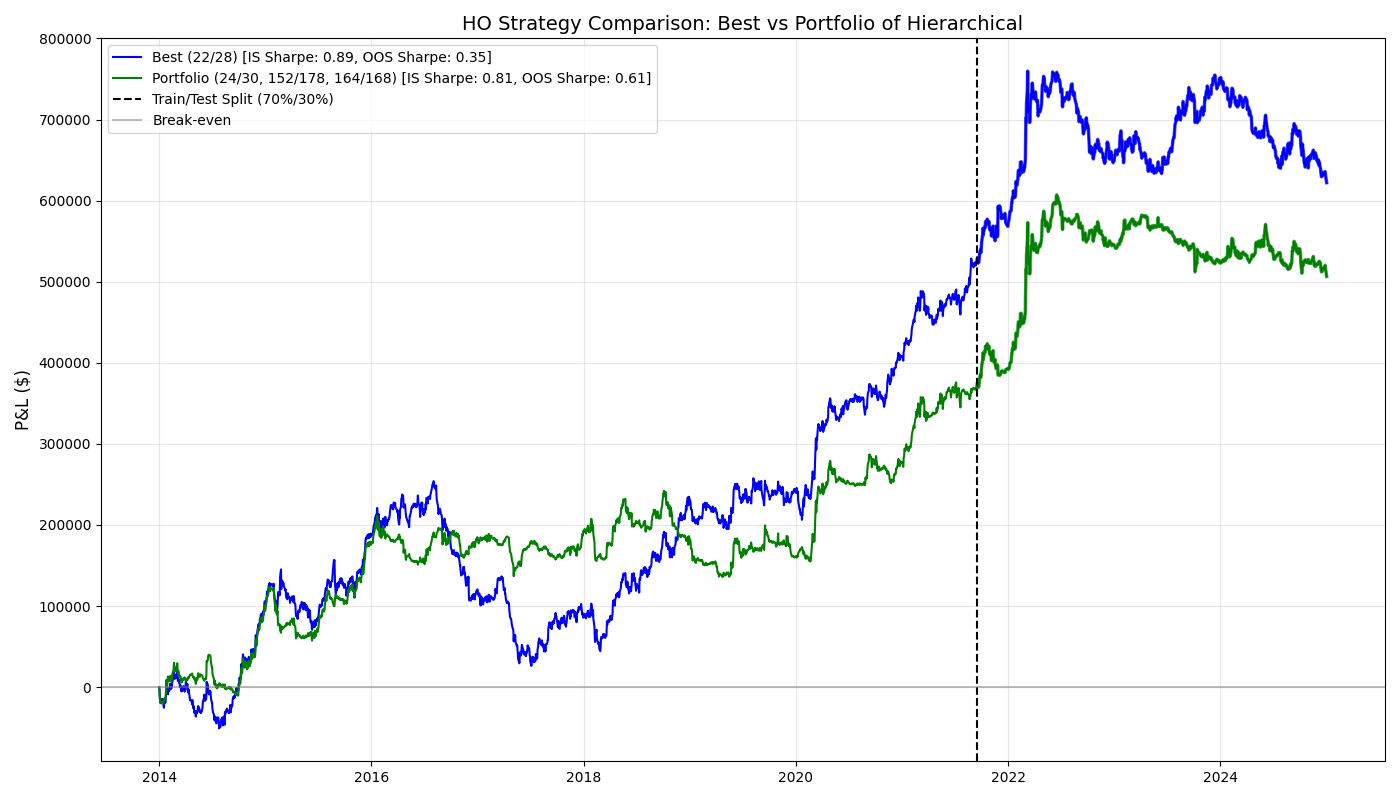 HO Strategy Comparison: Best vs Portfolio of Hierarchical
Best (22/28) [IS Sharpe: 0.89, OOS Sharpe: 0.35]
Portfolio (24/30, 152/178, 164/168) [IS Sharpe: 0.81, OOS Sharpe: 0.61]
Train/Test Split (70%/30%)
Break-even
P&L ($)
800000
700000
600000
500000
400000
300000
200000
100000
0
2014
2016
2018
2020
2022
2024